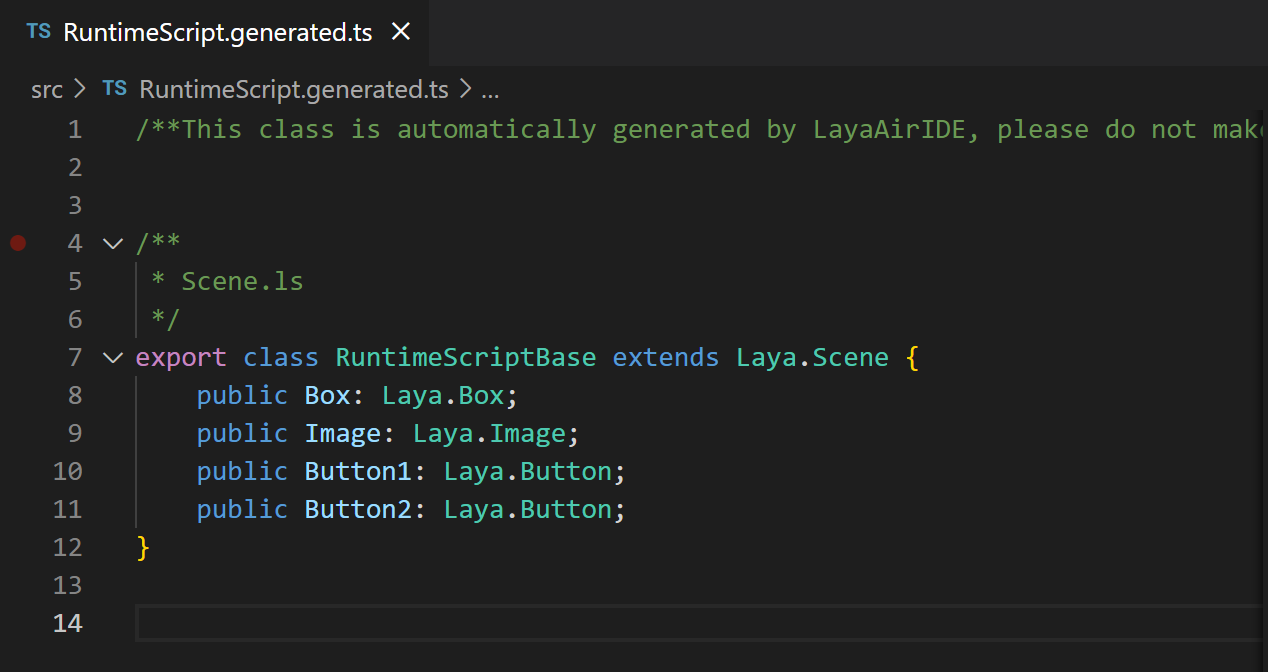 TS RuntimeScript.generated.ts ×
src > TS RuntimeScript.generated.ts > ...
1 /**This class is automatically generated by LayaAirIDE, please do not
2
3
4 /**
5  * Scene.ls
6  */
7 export class RuntimeScriptBase extends Laya.Scene {
8     public Box: Laya.Box;
9     public Image: Laya.Image;
10     public Button1: Laya.Button;
11     public Button2: Laya.Button;
12 }
13
14